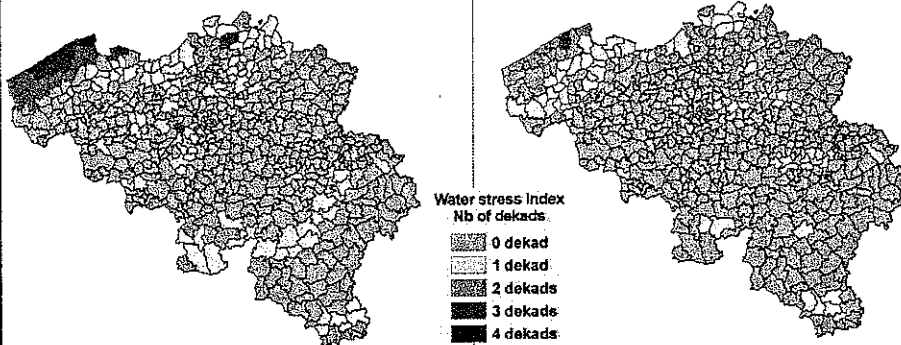 Water stress Index
Nb of dekads
0 dekad
1 dekad
2 dekads
3 dekads
4 dekads